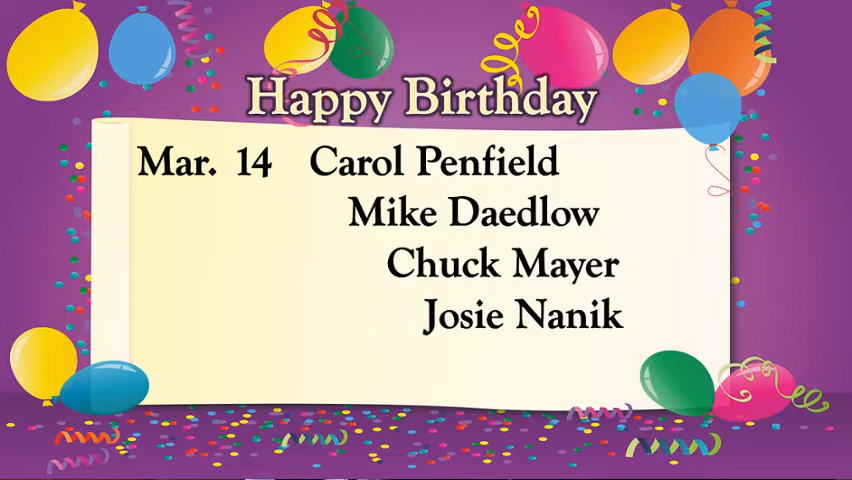 Happy Birthday
Mar. 14 Carol Penfield
Mike Daedlow
Chuck Mayer
Josie Nanik